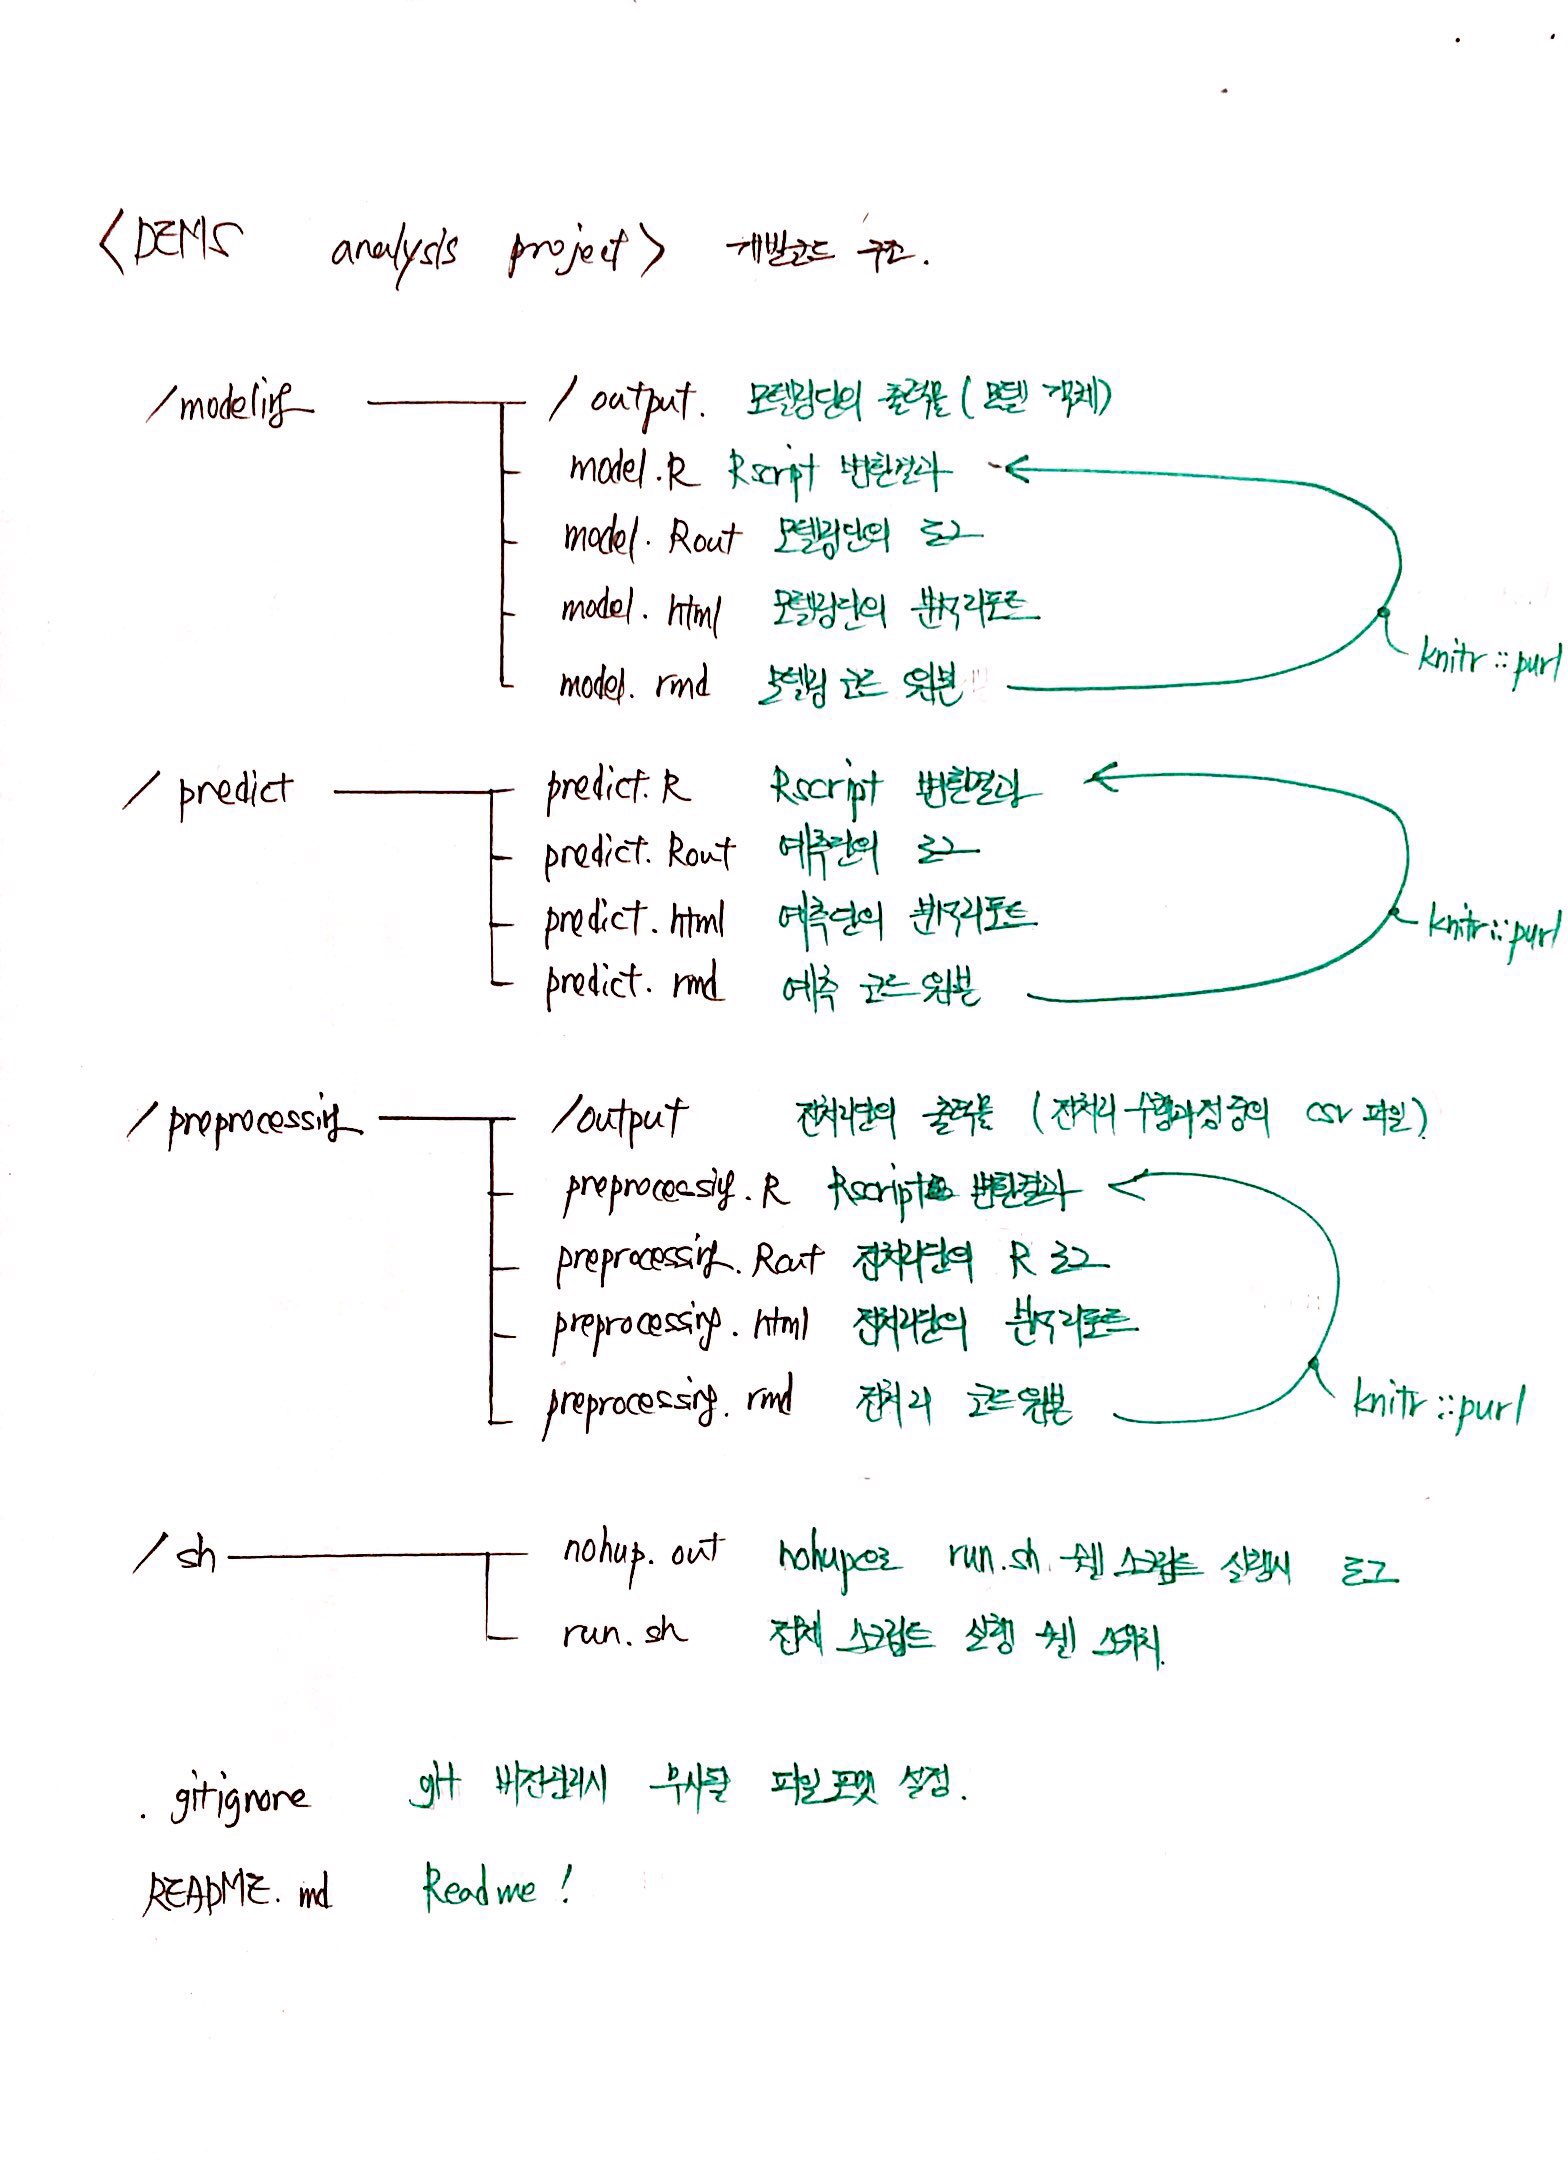 <DEMS analysis project> 개발코드 구조.
/modeling /output. 모델링단의 출력물 (모델 객체)
model.R Rscript 변환결과
model.Rout 모델링단의 로그
model.html 모델링단의 분석리포트
knitr::purl
model.rmd 모델링 코드 원본
/predict predict.R Rscript 변환결과
predict.Rout 예측단의 로그
predict.html 예측단의 분석리포트
knitr::purl
predict.rmd 예측 코드 원본
/preprocessing /output 전처리단의 출력물 (전처리 수행과정 중의 csv 파일).
preprocessing.R Rscript로 변환결과
preprocessing.Rout 전처리단의 R 로그
preprocessing.html 전처리단의 분석리포트
preprocessing.rmd 전처리 코드 원본
knitr::purl
/sh nohup.out nohup으로 run.sh 쉘 스크립트 실행시 로그
run.sh 전체 스크립트 실행 쉘
.gitignore git 버전관리시 무시할 파일포맷 설정.
README.md Readme!